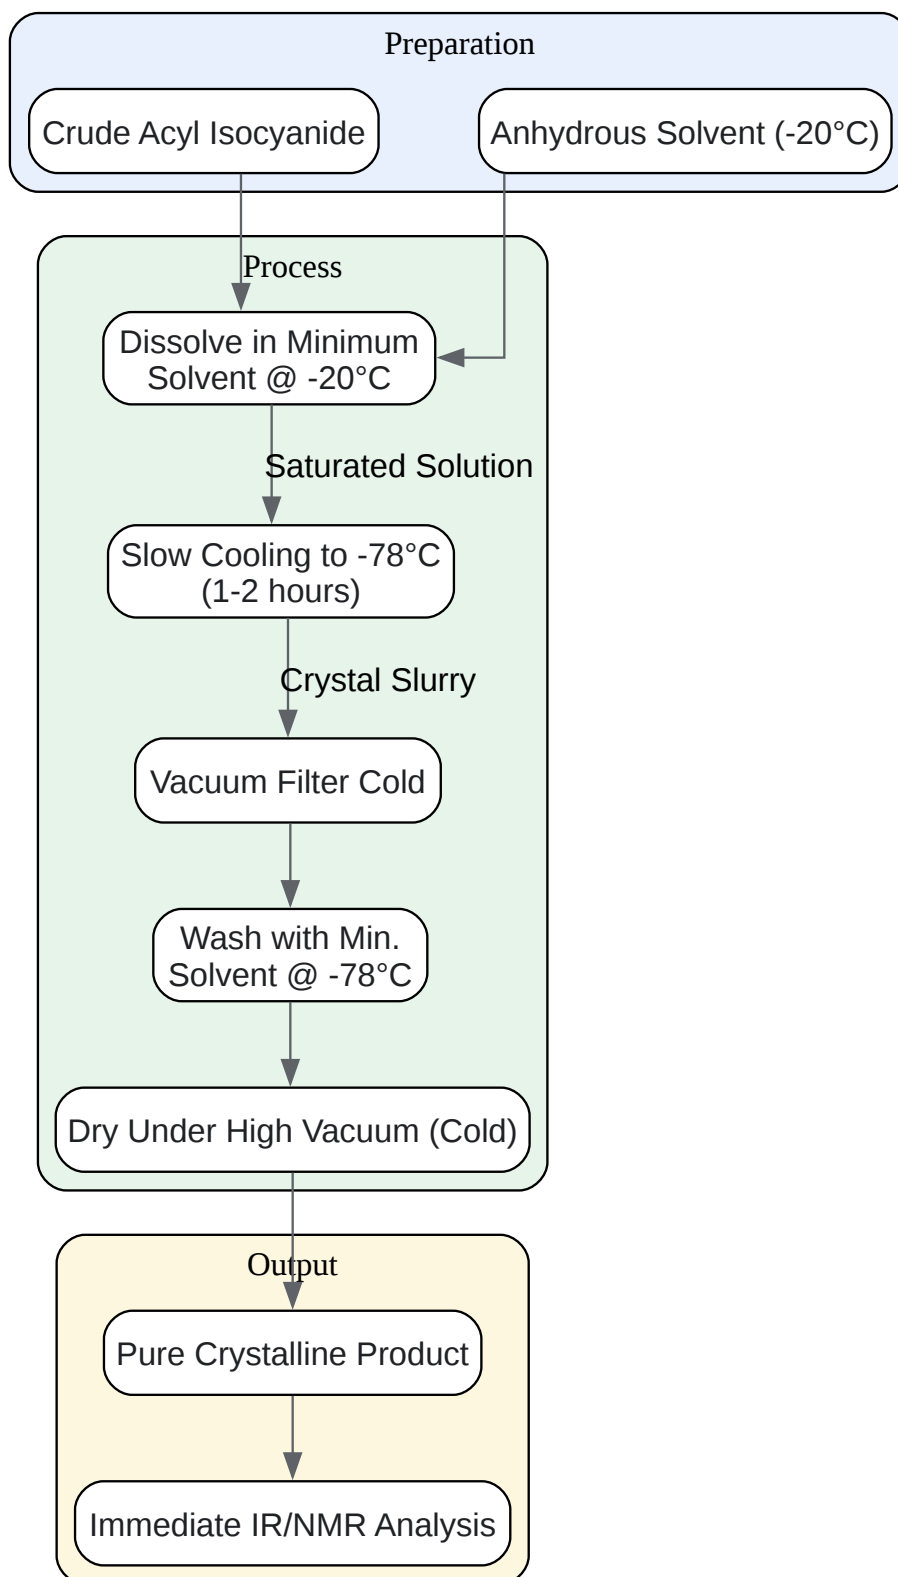 Preparation
Crude Acyl Isocyanide
Anhydrous Solvent (-20°C)
Process
Dissolve in Minimum
Solvent @ -20°C
Saturated Solution
Slow Cooling to -78°C
(1-2 hours)
Crystal Slurry
Vacuum Filter Cold
Wash with Min.
Solvent @ -78°C
Dry Under High Vacuum (Cold)
Output
Pure Crystalline Product
Immediate IR/NMR Analysis